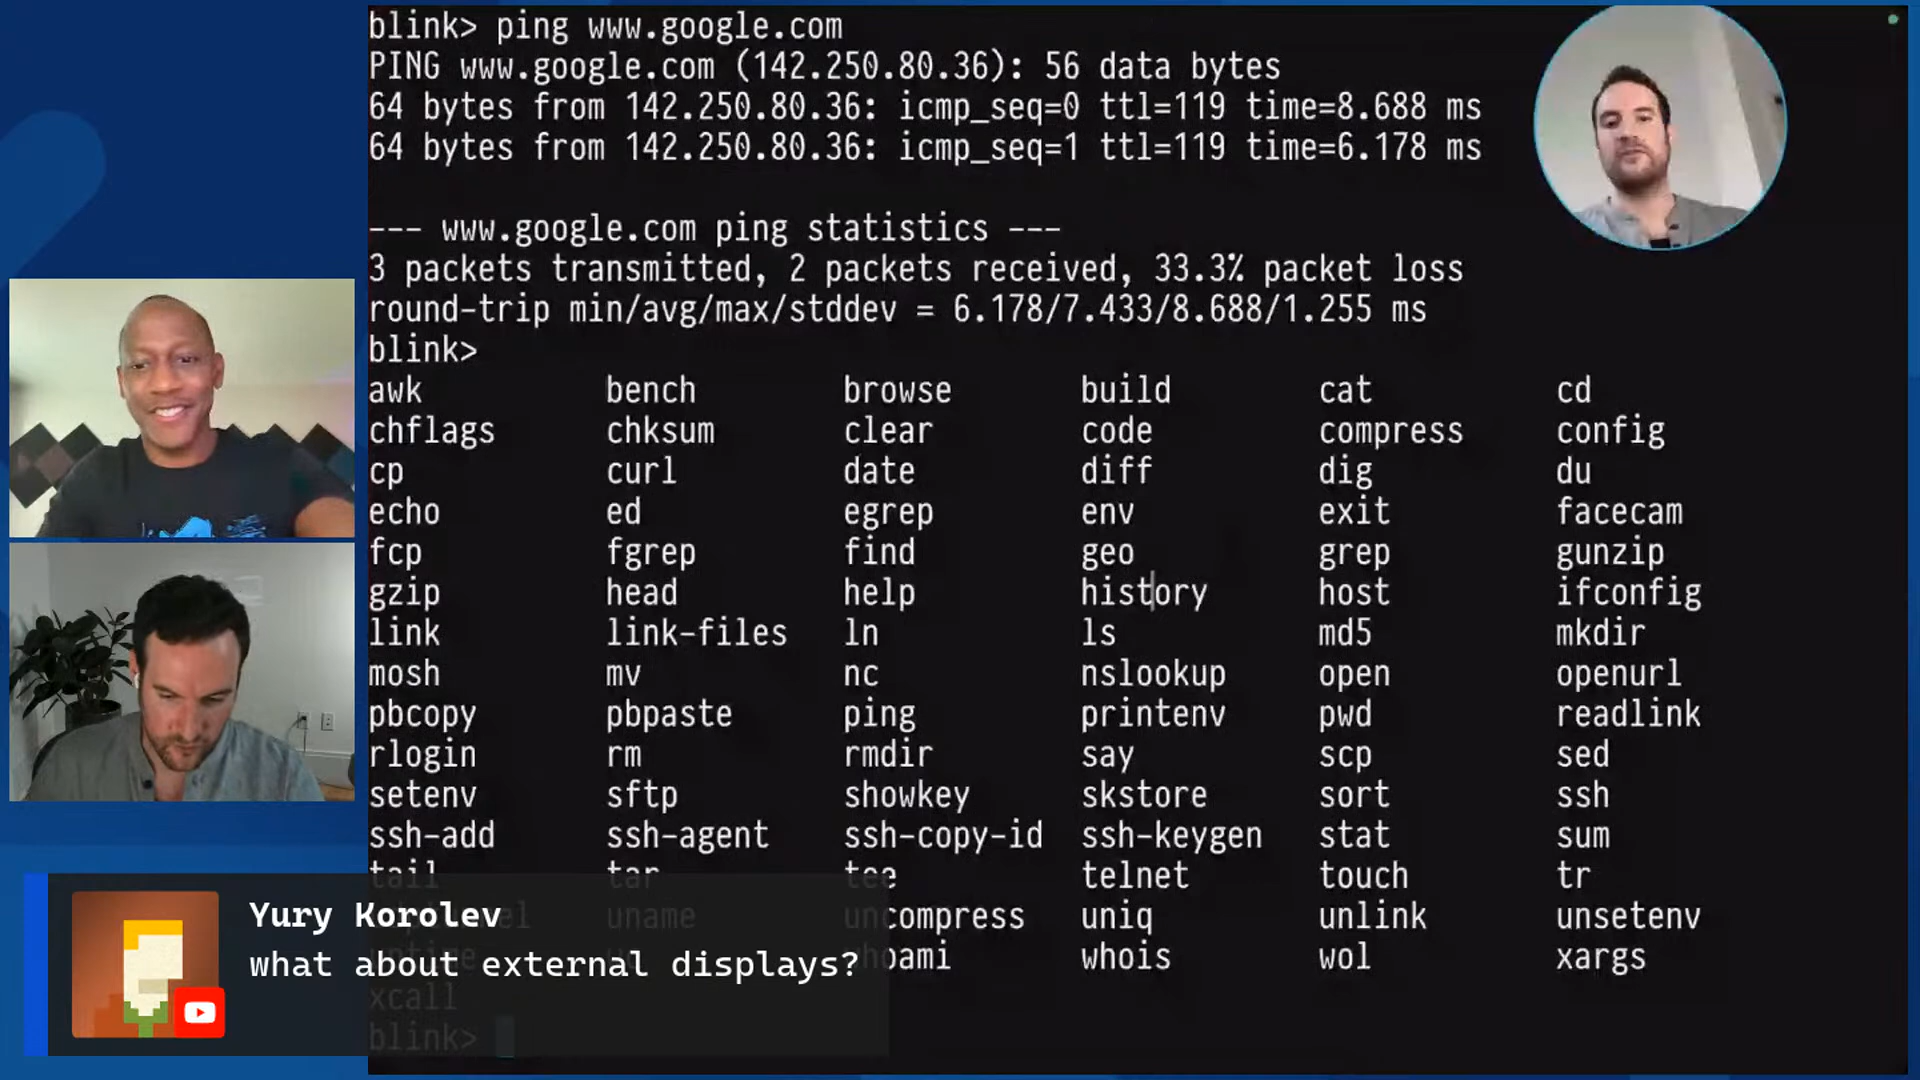 blink> ping www.google.com
PING www.google.com (142.250.80.36): 56 data bytes
64 bytes from 142.250.80.36: icmp_seq=0 ttl=119 time=8.688 ms
64 bytes from 142.250.80.36: icmp_seq=1 ttl=119 time=6.178 ms
--- www.google.com ping statistics ---
3 packets transmitted, 2 packets received, 33.3% packet loss
round-trip min/avg/max/stddev = 6.178/7.433/8.688/1.255 ms
blink>
awk bench browse build cat cd
chflags chksum clear code compress config
cp curl date diff dig du
echo ed egrep env exit facecam
fcp fgrep find geo grep gunzip
gzip head help history host ifconfig
link link-files ln ls md5 mkdir
mosh mv nc nslookup open openurl
pbcopy pbpaste ping printenv pwd readlink
rlogin rm rmdir say scp sed
setenv sftp showkey skstore sort ssh
ssh-add ssh-agent ssh-copy-id ssh-keygen stat sum
tail tar tee telnet touch tr
uname uncompress uniq unlink unsetenv
whoami whois wol xargs
xcall
blink>
Yury Korolev
what about external displays?